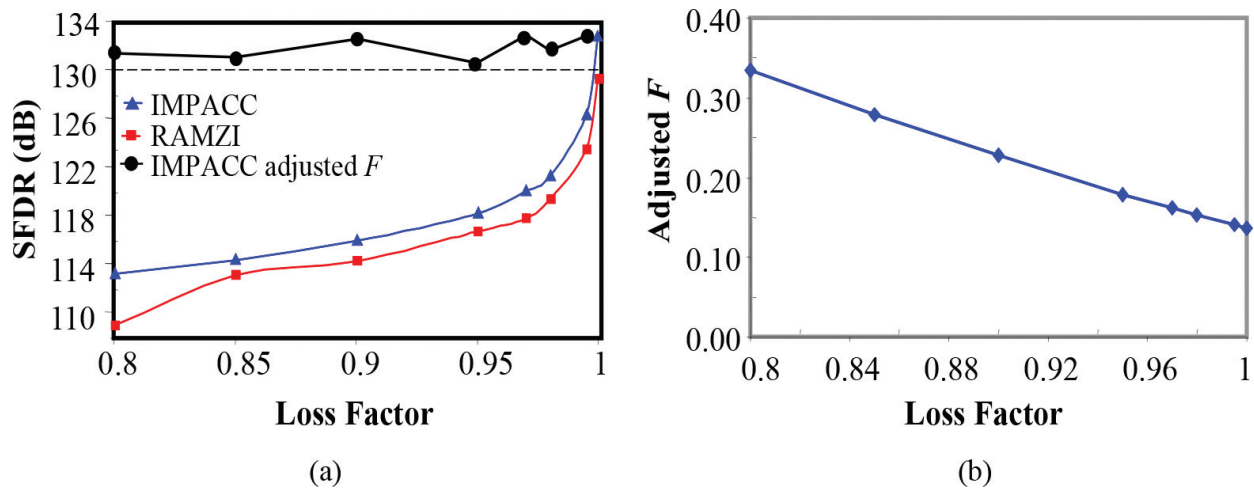 134
130
126
122
118
114
110
SFDR (dB)
IMPACC
RAMZI
IMPACC adjusted F
0.8 0.85 0.9 0.95 1
Loss Factor
(a)
0.40
0.30
0.20
0.10
0.00
Adjusted F
0.8 0.84 0.88 0.92 0.96 1
Loss Factor
(b)